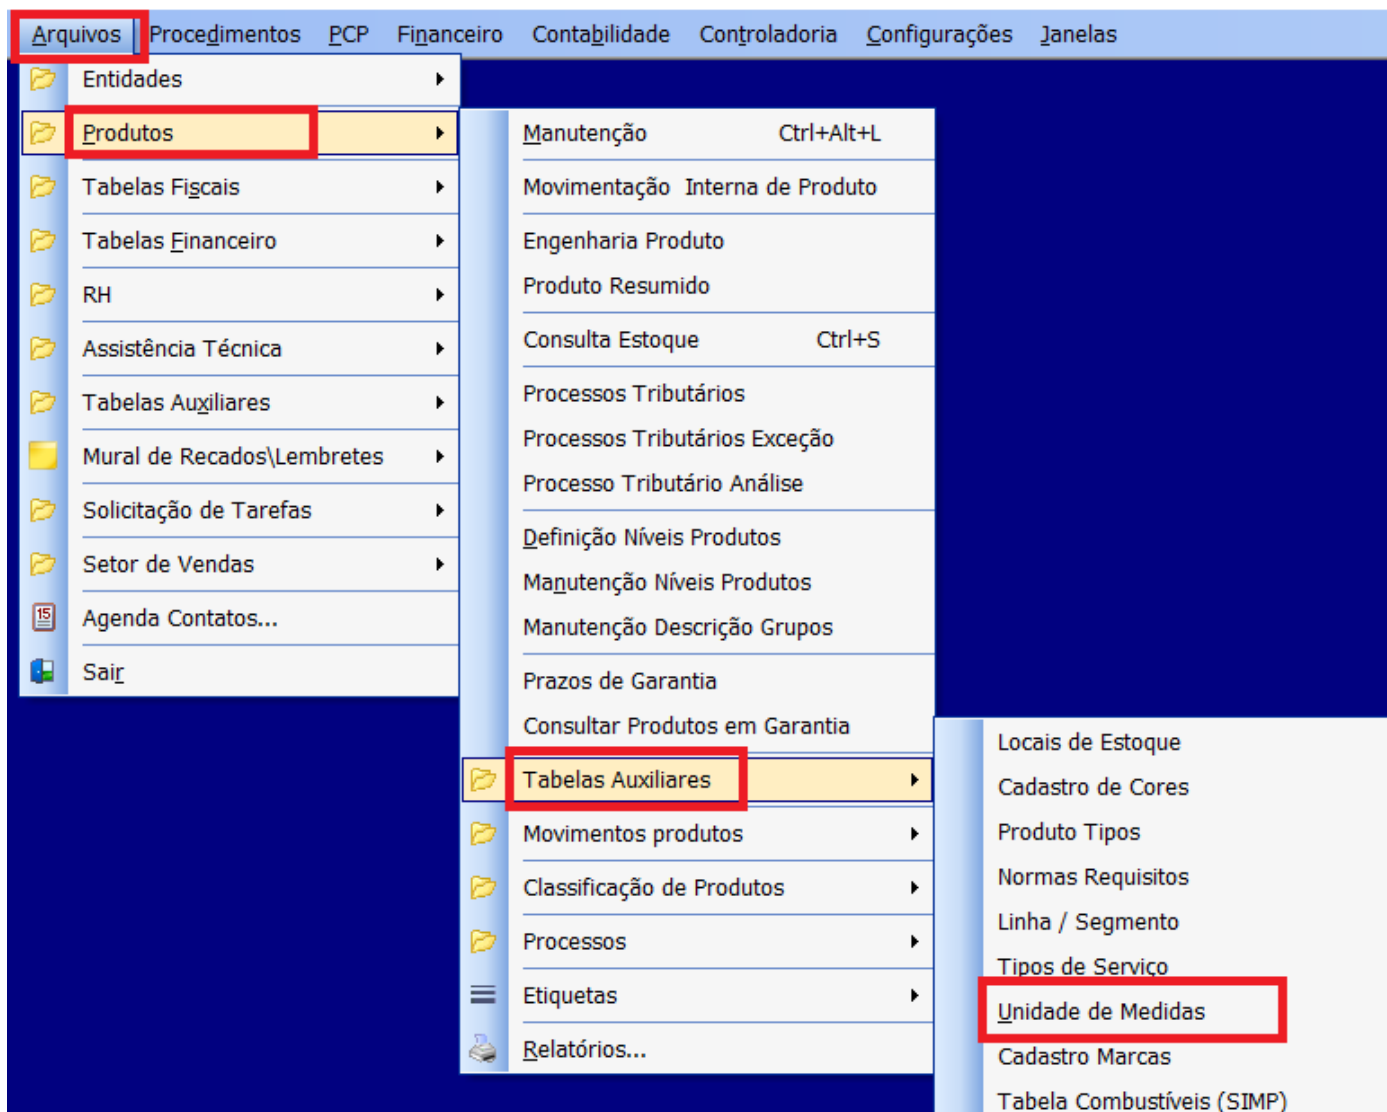 Arquivos Procedimentos PCP Financeiro Contabilidade Controladoria Configurações Janelas
Entidades
Produtos
Tabelas Fiscais
Tabelas Financeiro
RH
Assistência Técnica
Tabelas Auxiliares
Mural de Recados\Lembretes
Solicitação de Tarefas
Setor de Vendas
15
Agenda Contatos...
Sair
Manutenção Ctrl+Alt+L
Movimentação Interna de Produto
Engenharia Produto
Produto Resumido
Consulta Estoque Ctrl+S
Processos Tributários
Processos Tributários Exceção
Processo Tributário Análise
Definição Níveis Produtos
Manutenção Níveis Produtos
Manutenção Descrição Grupos
Prazos de Garantia
Consultar Produtos em Garantia
Tabelas Auxiliares
Movimentos produtos
Classificação de Produtos
Processos
Etiquetas
Relatórios...
Locais de Estoque
Cadastro de Cores
Produto Tipos
Normas Requisitos
Linha / Segmento
Tipos de Serviço
Unidade de Medidas
Cadastro Marcas
Tabela Combustíveis (SIMP)